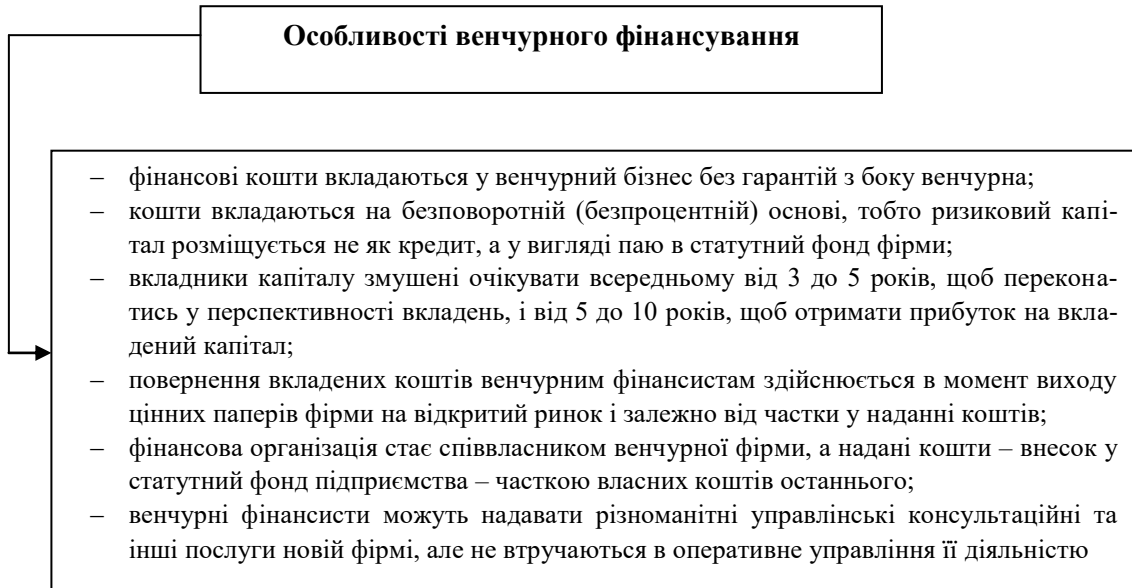 Особливості венчурного фінансування
– фінансові кошти вкладаються у венчурний бізнес без гарантій з боку венчурна;
– кошти вкладаються на безповоротній (безпроцентній) основі, тобто ризиковий капі-
тал розміщується не як кредит, а у вигляді паю в статутний фонд фірми;
– вкладники капіталу змушені очікувати всередньому від 3 до 5 років, щоб перекона-
тись у перспективності вкладень, і від 5 до 10 років, щоб отримати прибуток на вкла-
дений капітал;
– повернення вкладених коштів венчурним фінансистам здійснюється в момент виходу
цінних паперів фірми на відкритий ринок і залежно від частки у наданні коштів;
– фінансова організація стає співвласником венчурної фірми, а надані кошти – внесок у
статутний фонд підприємства – часткою власних коштів останнього;
– венчурні фінансисти можуть надавати різноманітні управлінські консультаційні та
інші послуги новій фірмі, але не втручаються в оперативне управління її діяльністю